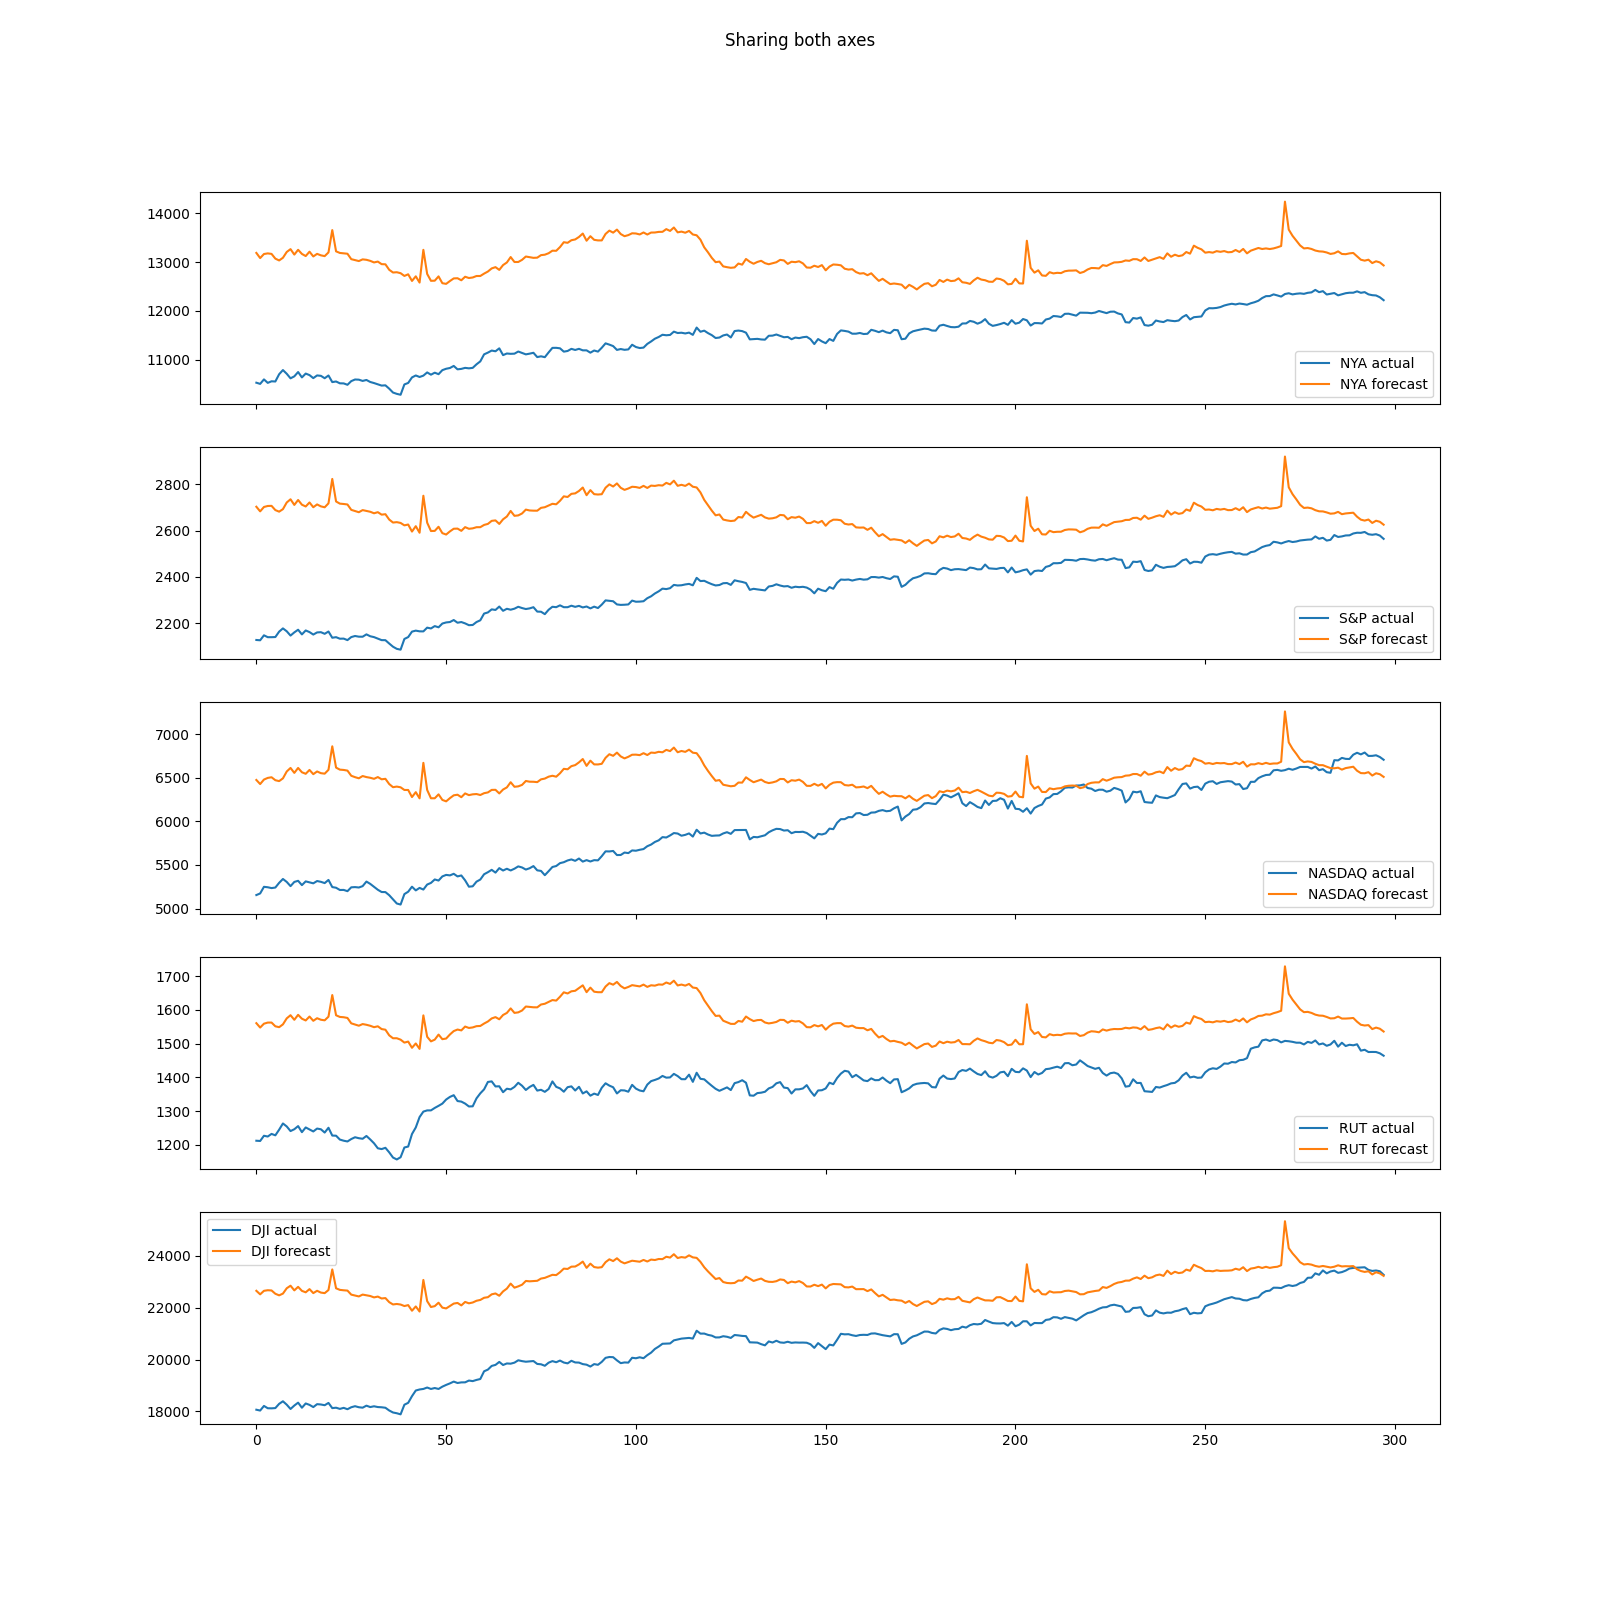 Sharing both axes
14000
13000
12000
11000
NYA actual
NYA forecast
2800
2600
2400
2200
S&P actual
S&P forecast
7000
6500
6000
5500
5000
NASDAQ actual
NASDAQ forecast
1700
1600
1500
1400
1300
1200
RUT actual
RUT forecast
DJI actual
DJI forecast
24000
22000
20000
18000
0 50 100 150 200 250 300